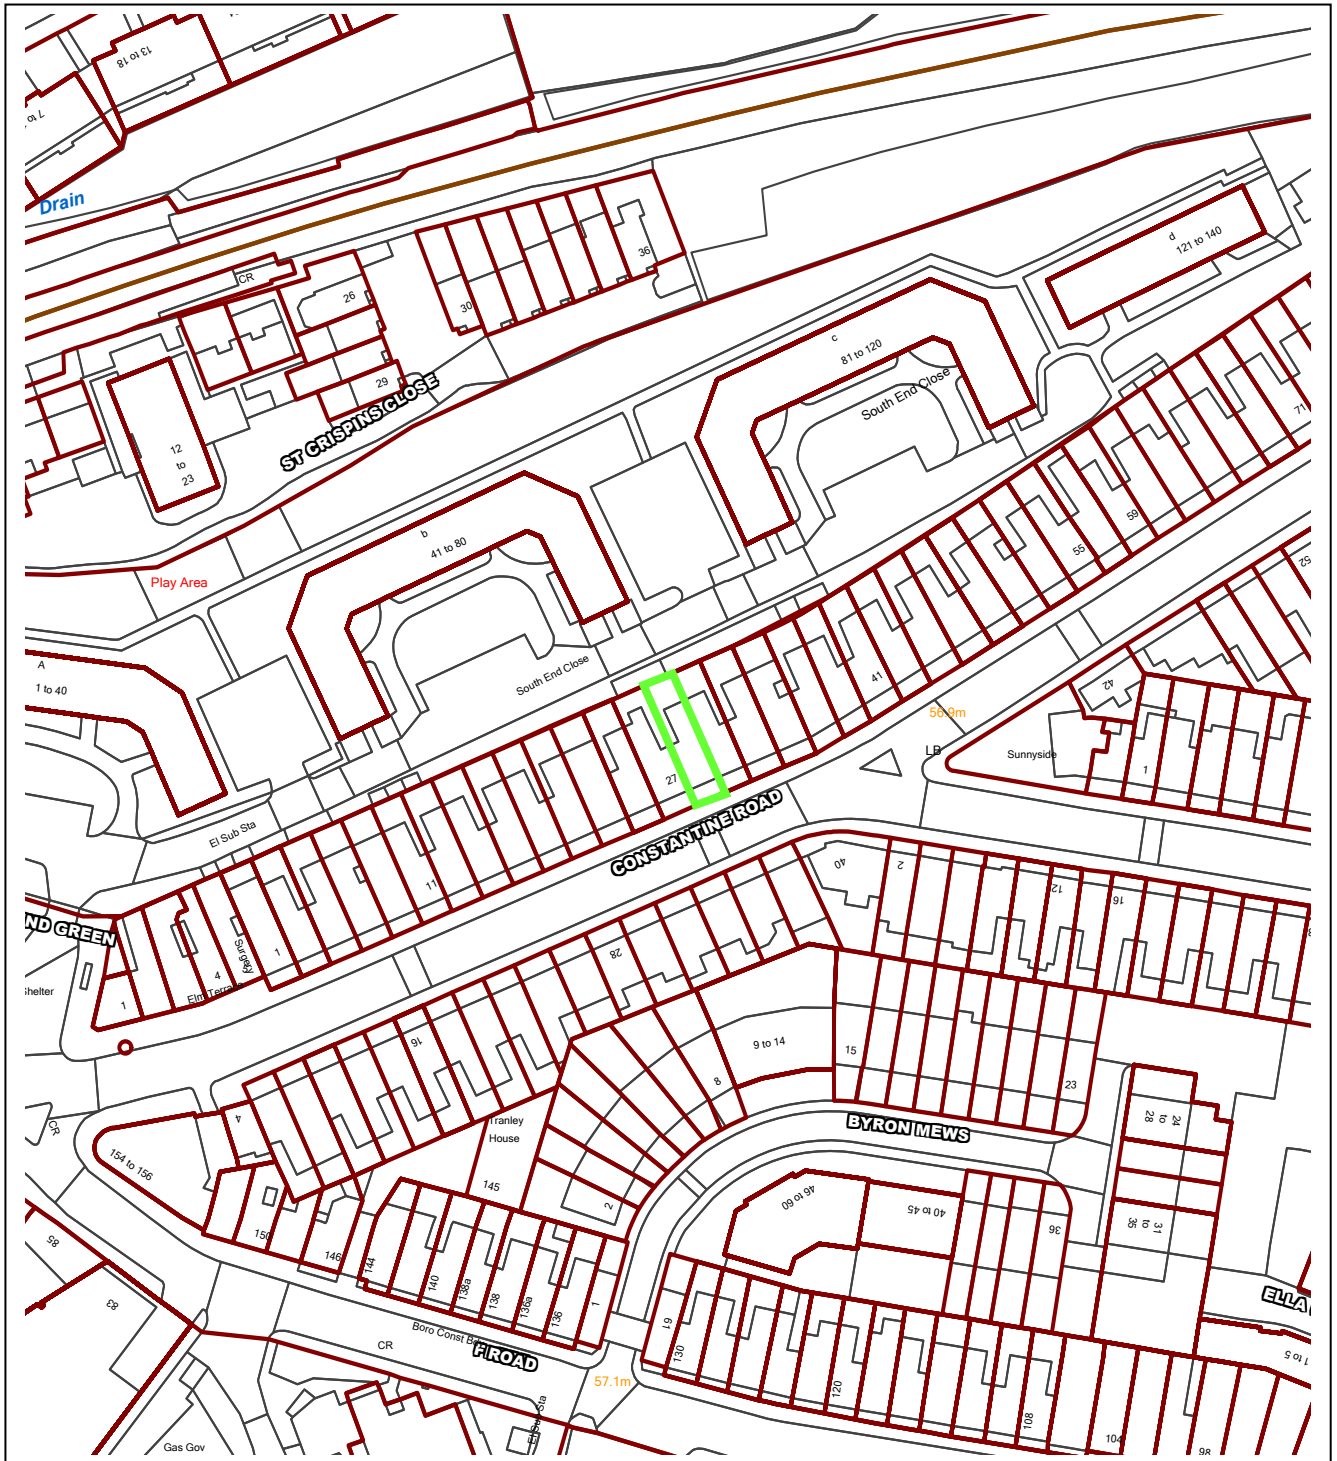 13 to 18
7 to
Drain
CR
26
30
36
29
ST CRISPINS CLOSE
12
to
23
d
121 to 140
c
81 to 120
South End Close
71
59
55
52
b
41 to 80
Play Area
A
1 to 40
South End Close
41
42
56.9m
LB
Sunnyside
1
27
CONSTANTINE ROAD
El Sub Sta
11
40
2
12
16
ND GREEN
Surgery
1
4
Elm Terrace
1
Shelter
28
16
9 to 14
15
23
8
BYRON MEWS
24
to
28
4
CR
Tranley
House
154 to 156
145
2
46 to 60
40 to 45
36
31
to
35
150
146
144
140
138a
138
136a
136
1
85
83
ELLA
Boro Const Bdy
CR
H ROAD
57.1m
61
130
120
108
104
98
1 to 5
El Sub Sta
Gas Gov